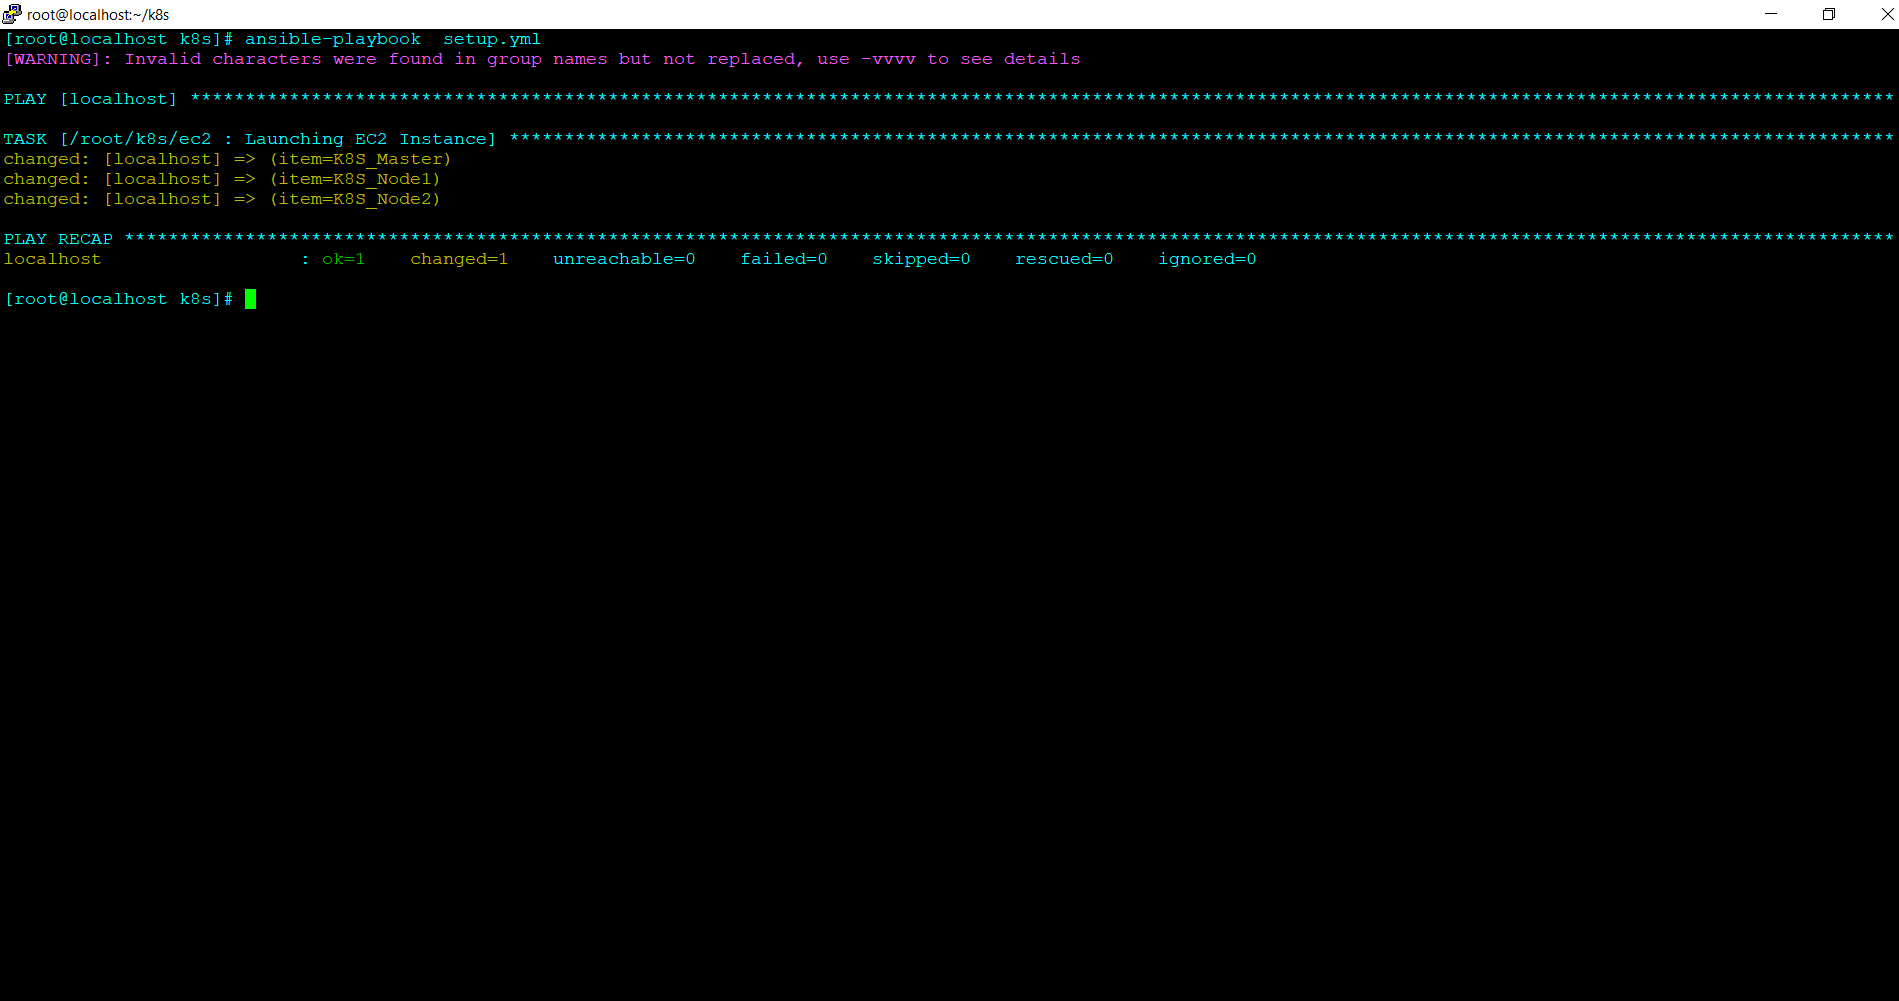 root@localhost:~/k8s
[root@localhost k8s]# ansible-playbook  setup.yml
[WARNING]: Invalid characters were found in group names but not replaced, use -vvvv to see details
PLAY [localhost] ***********************************************************************************************************************************************************
TASK [/root/k8s/ec2 : Launching EC2 Instance] ******************************************************************************************************************************
changed: [localhost] => (item=K8S_Master)
changed: [localhost] => (item=K8S_Node1)
changed: [localhost] => (item=K8S_Node2)
PLAY RECAP *****************************************************************************************************************************************************************
localhost                  : ok=1    changed=1    unreachable=0    failed=0    skipped=0    rescued=0    ignored=0
[root@localhost k8s]#